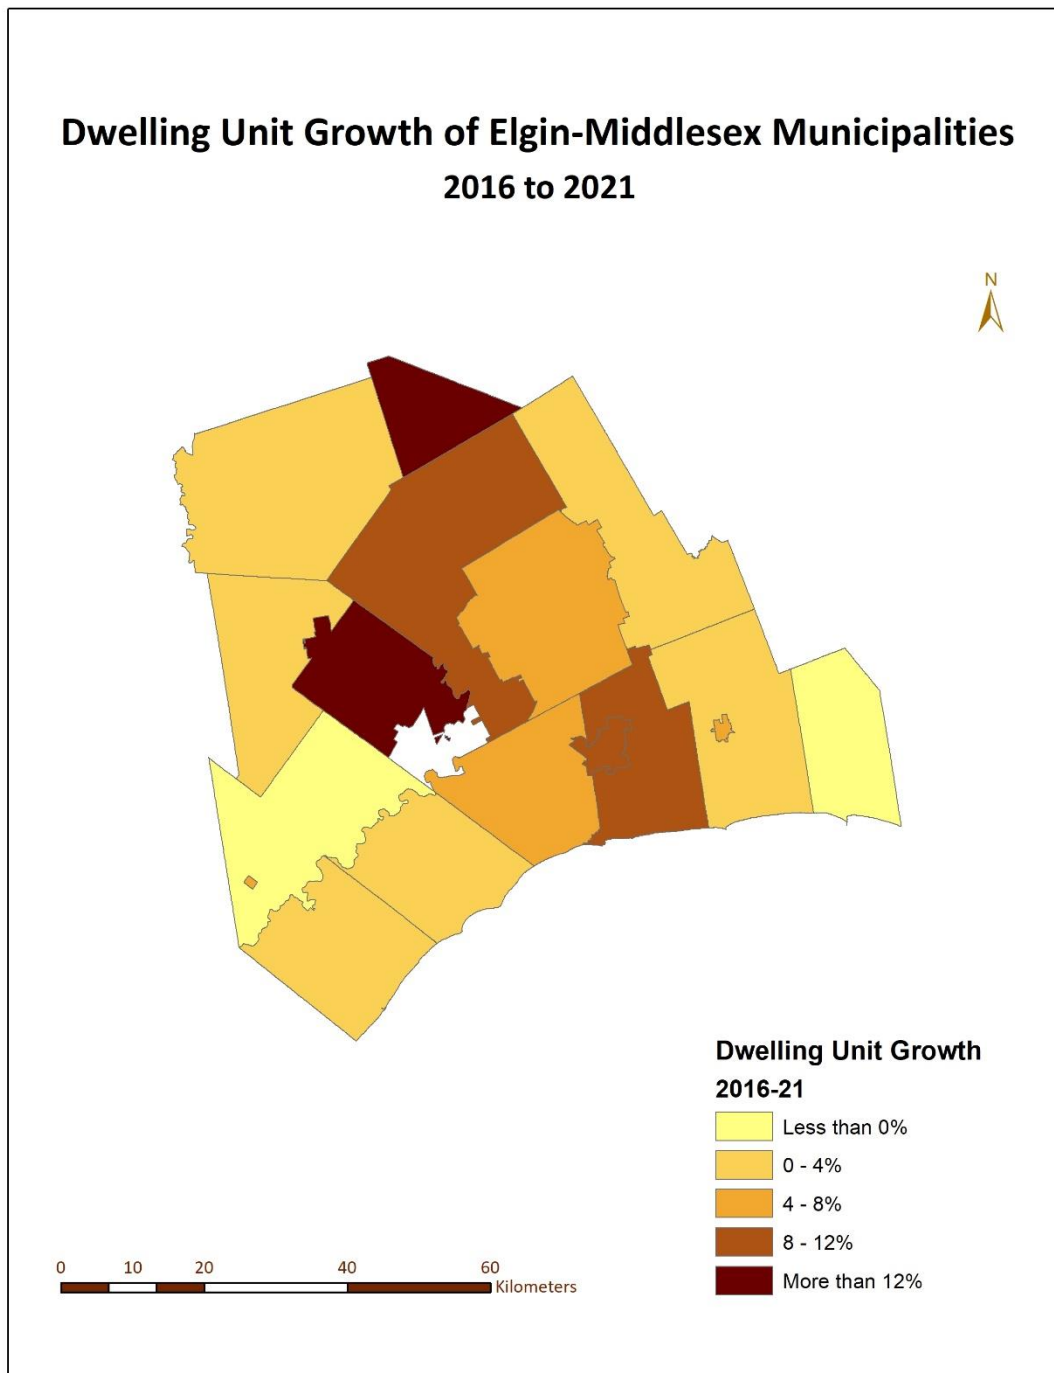 Dwelling Unit Growth of Elgin-Middlesex Municipalities
2016 to 2021
N
Dwelling Unit Growth
2016-21
Less than 0%
0 - 4%
4 - 8%
8 - 12%
More than 12%
0 10 20 40 60
Kilometers